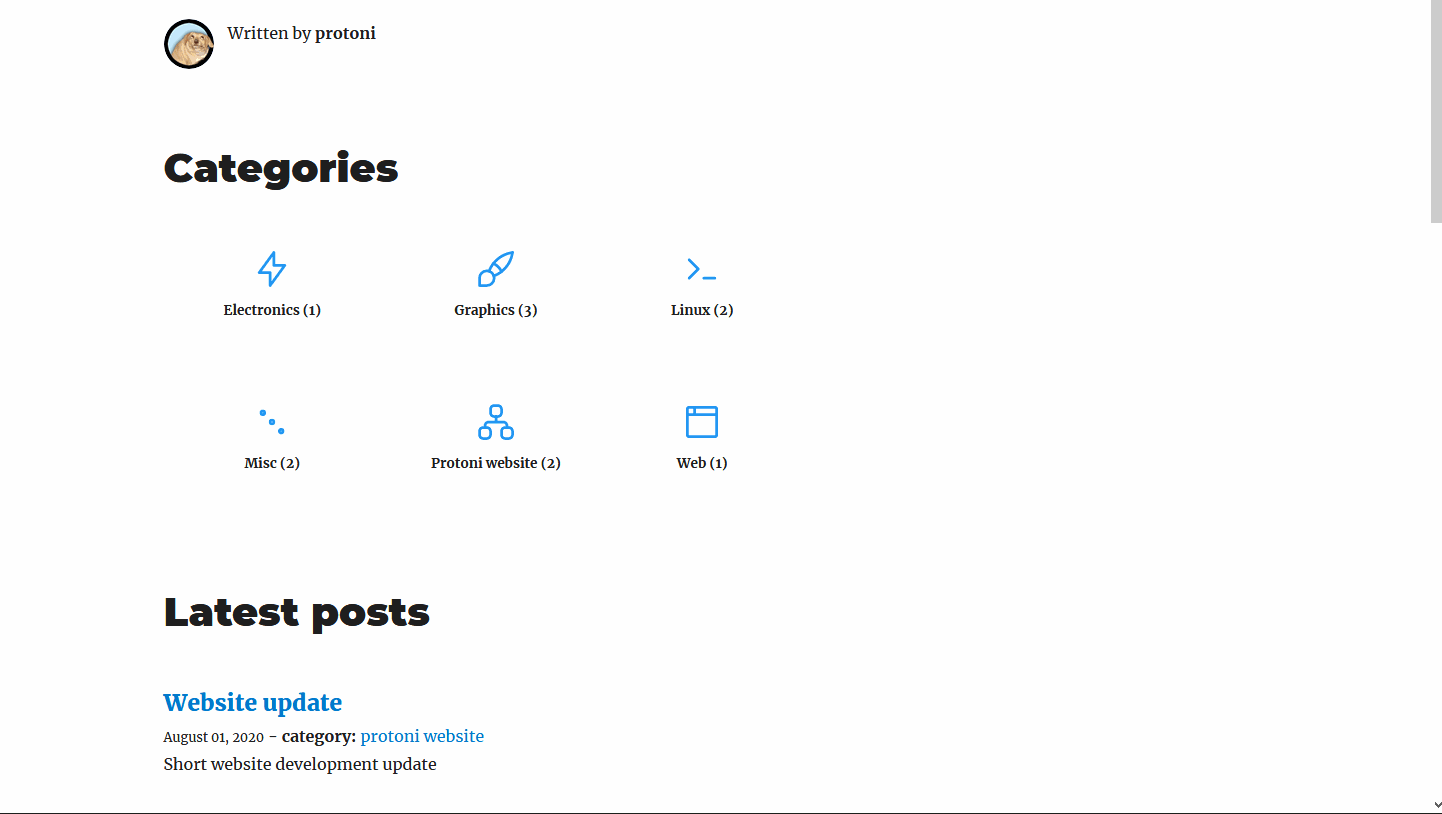 Written by protoni
Categories
Electronics (1)
Graphics (3)
Linux (2)
Misc (2)
Protoni website (2)
Web (1)
Latest posts
Website update
August 01, 2020 - category: protoni website
Short website development update